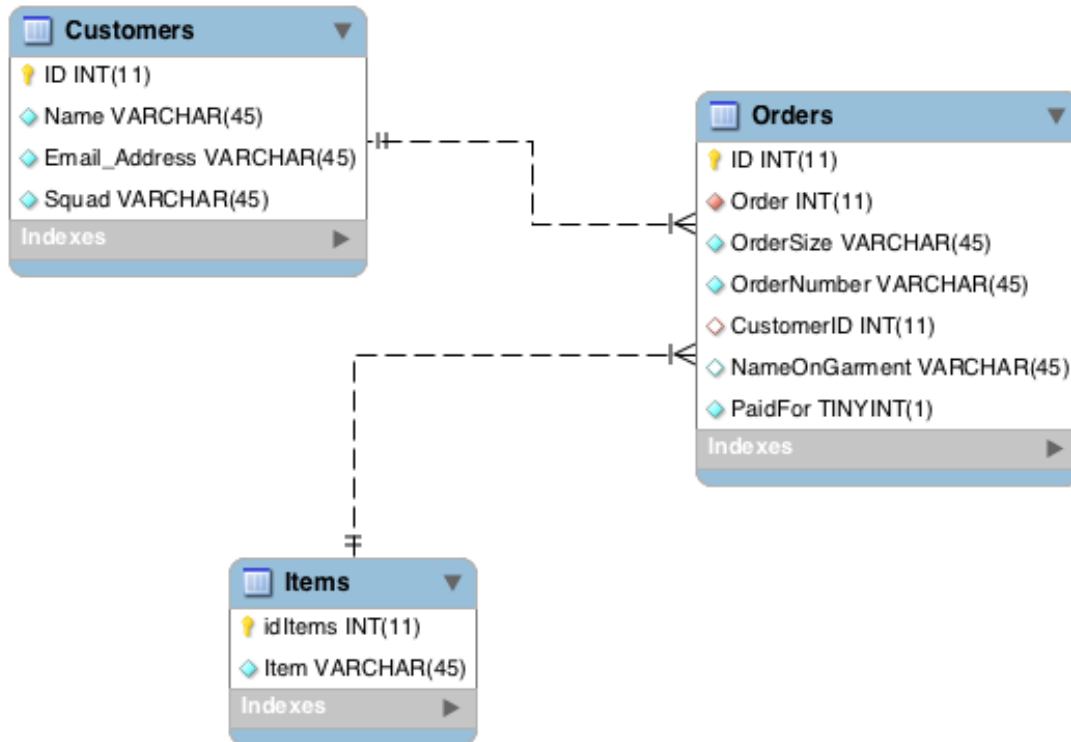 Customers
ID INT(11)
Name VARCHAR(45)
Email_Address VARCHAR(45)
Squad VARCHAR(45)
Indexes
Orders
ID INT(11)
Order INT(11)
OrderSize VARCHAR(45)
OrderNumber VARCHAR(45)
CustomerID INT(11)
NameOnGarment VARCHAR(45)
PaidFor TINYINT(1)
Indexes
Items
idItems INT(11)
Item VARCHAR(45)
Indexes